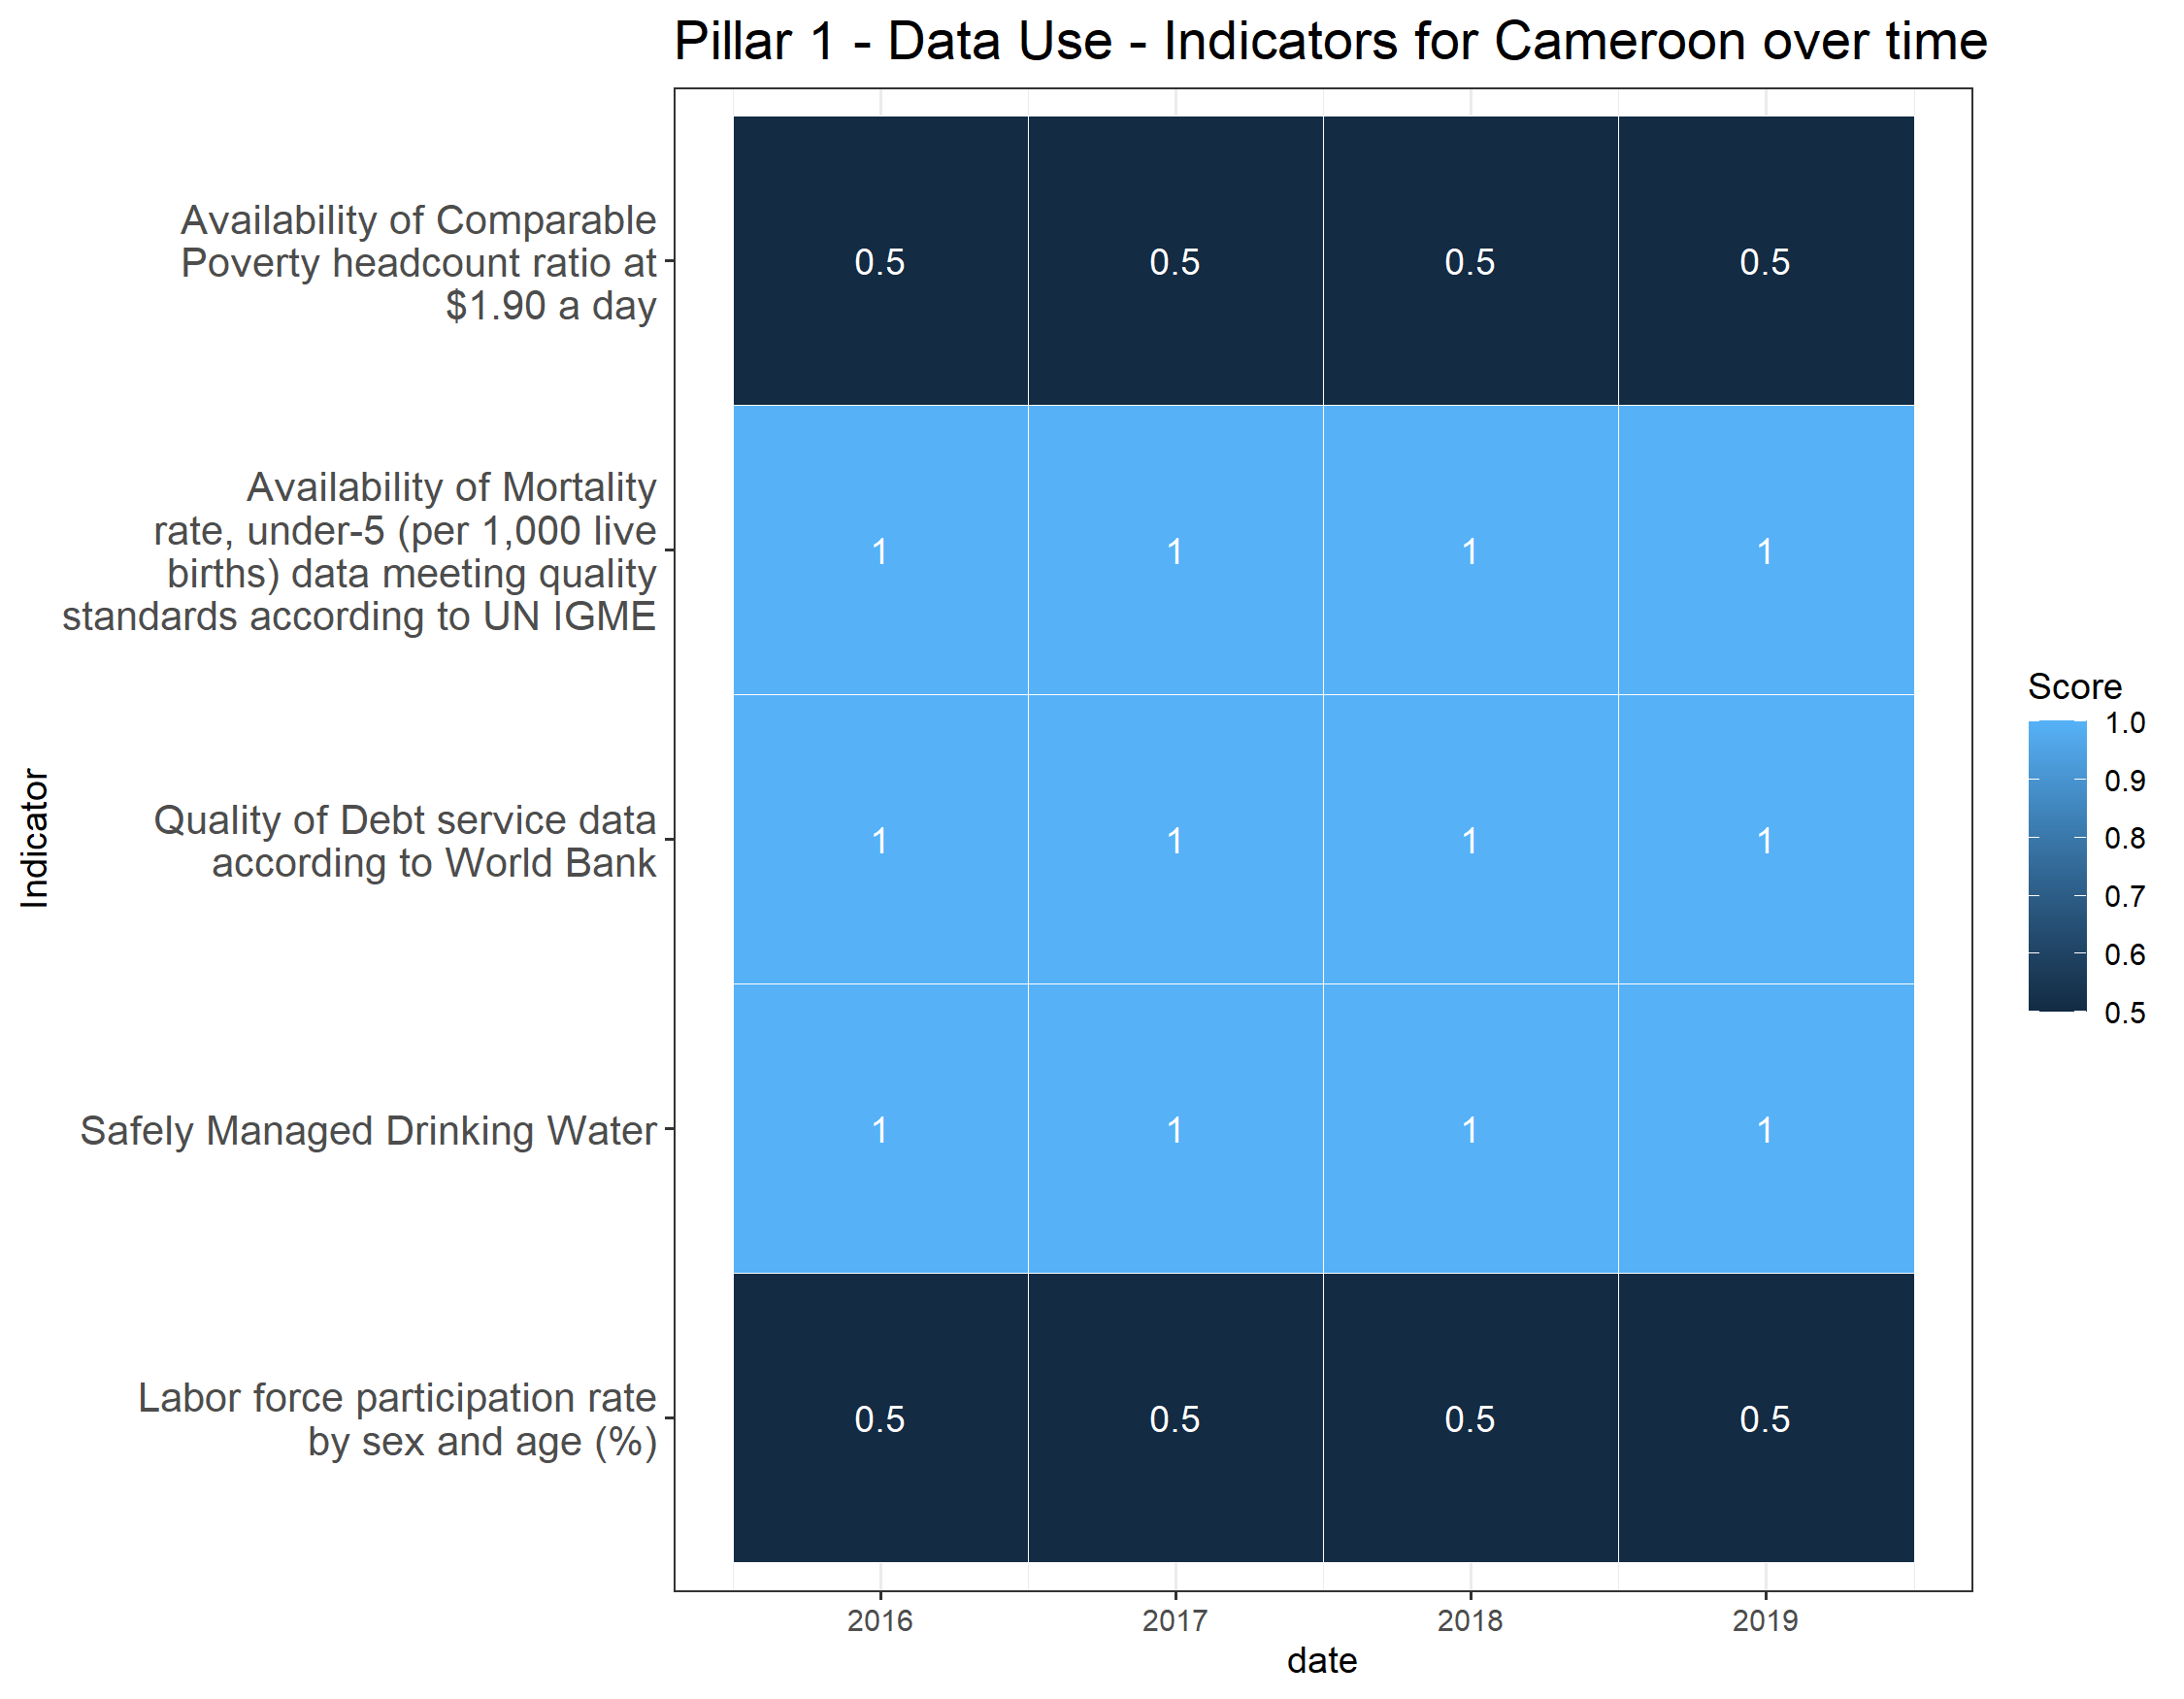 Pillar 1 - Data Use - Indicators for Cameroon over time
Indicator
Availability of Comparable
Poverty headcount ratio at
$1.90 a day
0.5 0.5 0.5 0.5
Availability of Mortality
rate, under-5 (per 1,000 live
births) data meeting quality
standards according to UN IGME
1 1 1 1
Quality of Debt service data
according to World Bank
1 1 1 1
Safely Managed Drinking Water
1 1 1 1
Labor force participation rate
by sex and age (%)
0.5 0.5 0.5 0.5
2016 2017 2018 2019
date
Score
1.0
0.9
0.8
0.7
0.6
0.5